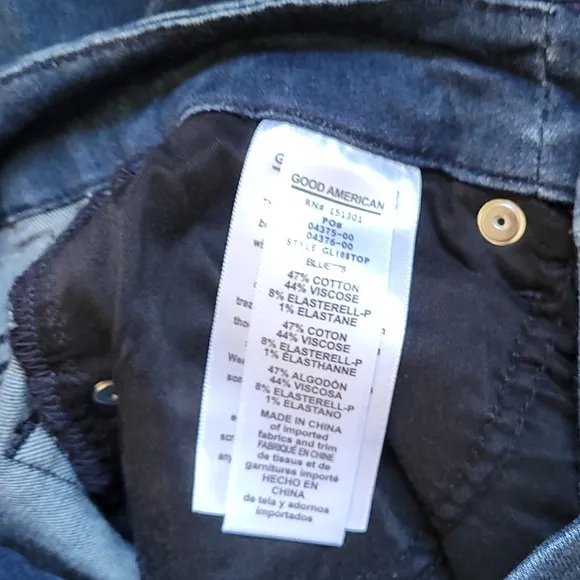 GOOD AMERICAN
RN# 151301
PO#
04375-00
04376-00
STYLE GL108TOP
47% COTTON
44% VISCOSE
8% ELASTERELL-P
1% ELASTANE
47% COTON
44% VISCOSE
8% ELASTERELL-P
1% ÉLASTHANNE
47% ALGODÓN
44% VISCOSA
8% ELASTERELL-P
1% ELASTANO
MADE IN CHINA
of imported
fabrics and trim
FABRIQUÉ EN CHINE
de tissus et de
garnitures importé
HECHO EN
CHINA
de tela y adornos
importados